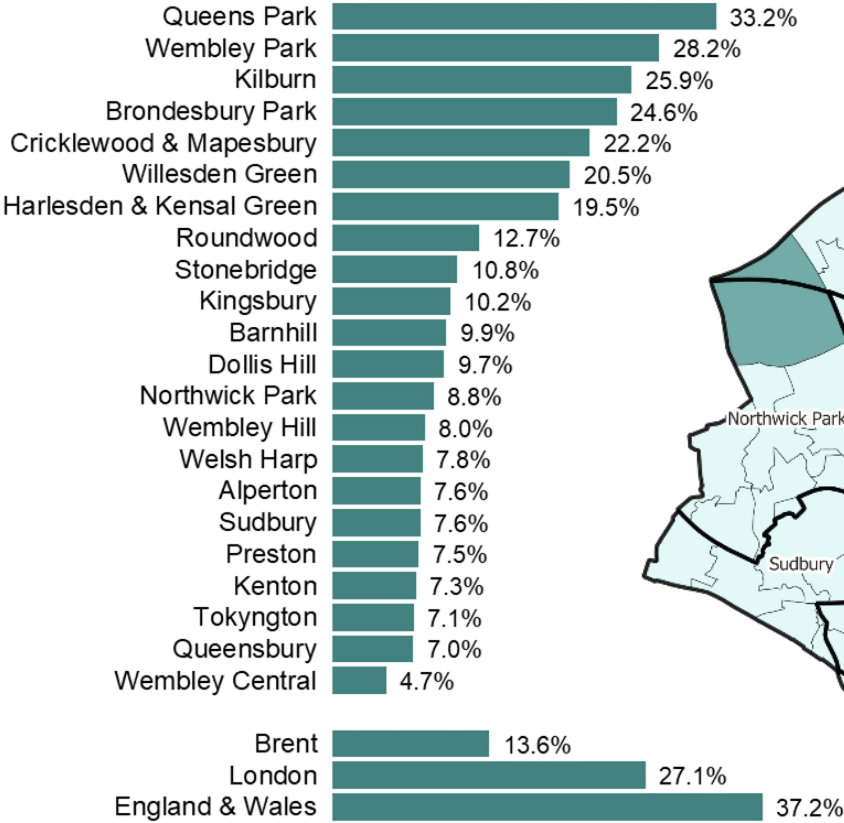 Queens Park 33.2%
Wembley Park 28.2%
Kilburn 25.9%
Brondesbury Park 24.6%
Cricklewood & Mapesbury 22.2%
Willesden Green 20.5%
Harlesden & Kensal Green 19.5%
Roundwood 12.7%
Stonebridge 10.8%
Kingsbury 10.2%
Barnhill 9.9%
Dollis Hill 9.7%
Northwick Park 8.8%
Wembley Hill 8.0%
Welsh Harp 7.8%
Alperton 7.6%
Sudbury 7.6%
Preston 7.5%
Kenton 7.3%
Tokyngton 7.1%
Queensbury 7.0%
Wembley Central 4.7%
Brent 13.6%
London 27.1%
England & Wales 37.2%
Northwick Park
Sudbury